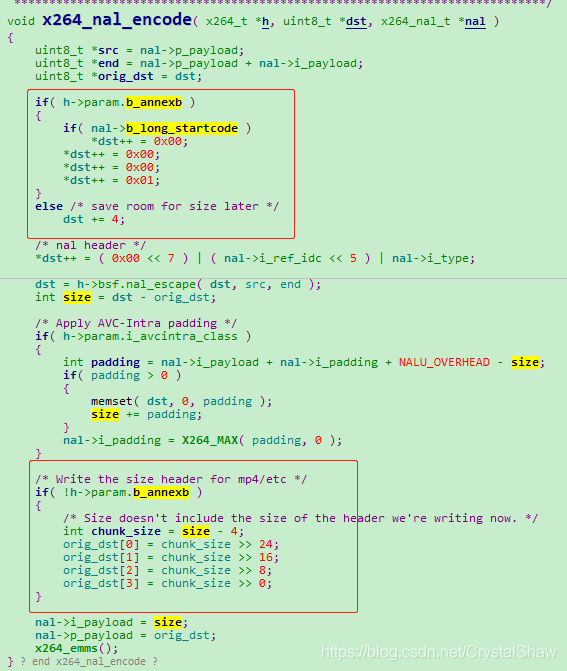 ******************************************************************************/
void x264_nal_encode( x264_t *h, uint8_t *dst, x264_nal_t *nal )
{
    uint8_t *src = nal->p_payload;
    uint8_t *end = nal->p_payload + nal->i_payload;
    uint8_t *orig_dst = dst;

    if( h->param.b_annexb )
    {
        if( nal->b_long_startcode )
            *dst++ = 0x00;
        *dst++ = 0x00;
        *dst++ = 0x00;
        *dst++ = 0x01;
    }
    else /* save room for size later */
        dst += 4;

    /* nal header */
    *dst++ = ( 0x00 << 7 ) | ( nal->i_ref_idc << 5 ) | nal->i_type;

    dst = h->bsf.nal_escape( dst, src, end );
    int size = dst - orig_dst;

    /* Apply AVC-Intra padding */
    if( h->param.i_avcintra_class )
    {
        int padding = nal->i_payload + nal->i_padding + NALU_OVERHEAD - size;
        if( padding > 0 )
        {
            memset( dst, 0, padding );
            size += padding;
        }
        nal->i_padding = X264_MAX( padding, 0 );
    }

    /* Write the size header for mp4/etc */
    if( !h->param.b_annexb )
    {
        /* Size doesn't include the size of the header we're writing now. */
        int chunk_size = size - 4;
        orig_dst[0] = chunk_size >> 24;
        orig_dst[1] = chunk_size >> 16;
        orig_dst[2] = chunk_size >> 8;
        orig_dst[3] = chunk_size >> 0;
    }

    nal->i_payload = size;
    nal->p_payload = orig_dst;
    x264_emms();
} ? end x264_nal_encode ?
https://blog.csdn.net/CrystalShaw